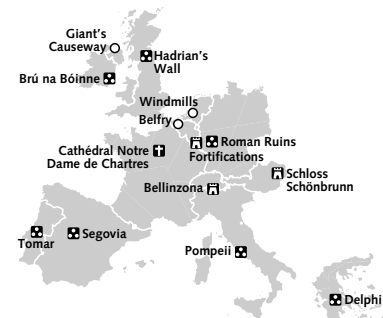 Giant's
Causeway
Hadrian's
Wall
Brú na Bóinne
Windmills
Belfry
Roman Ruins
Fortifications
Cathédral Notre
Dame de Chartres
Schloss
Schönbrunn
Bellinzona
Segovia
Tomar
Pompeii
Delphi